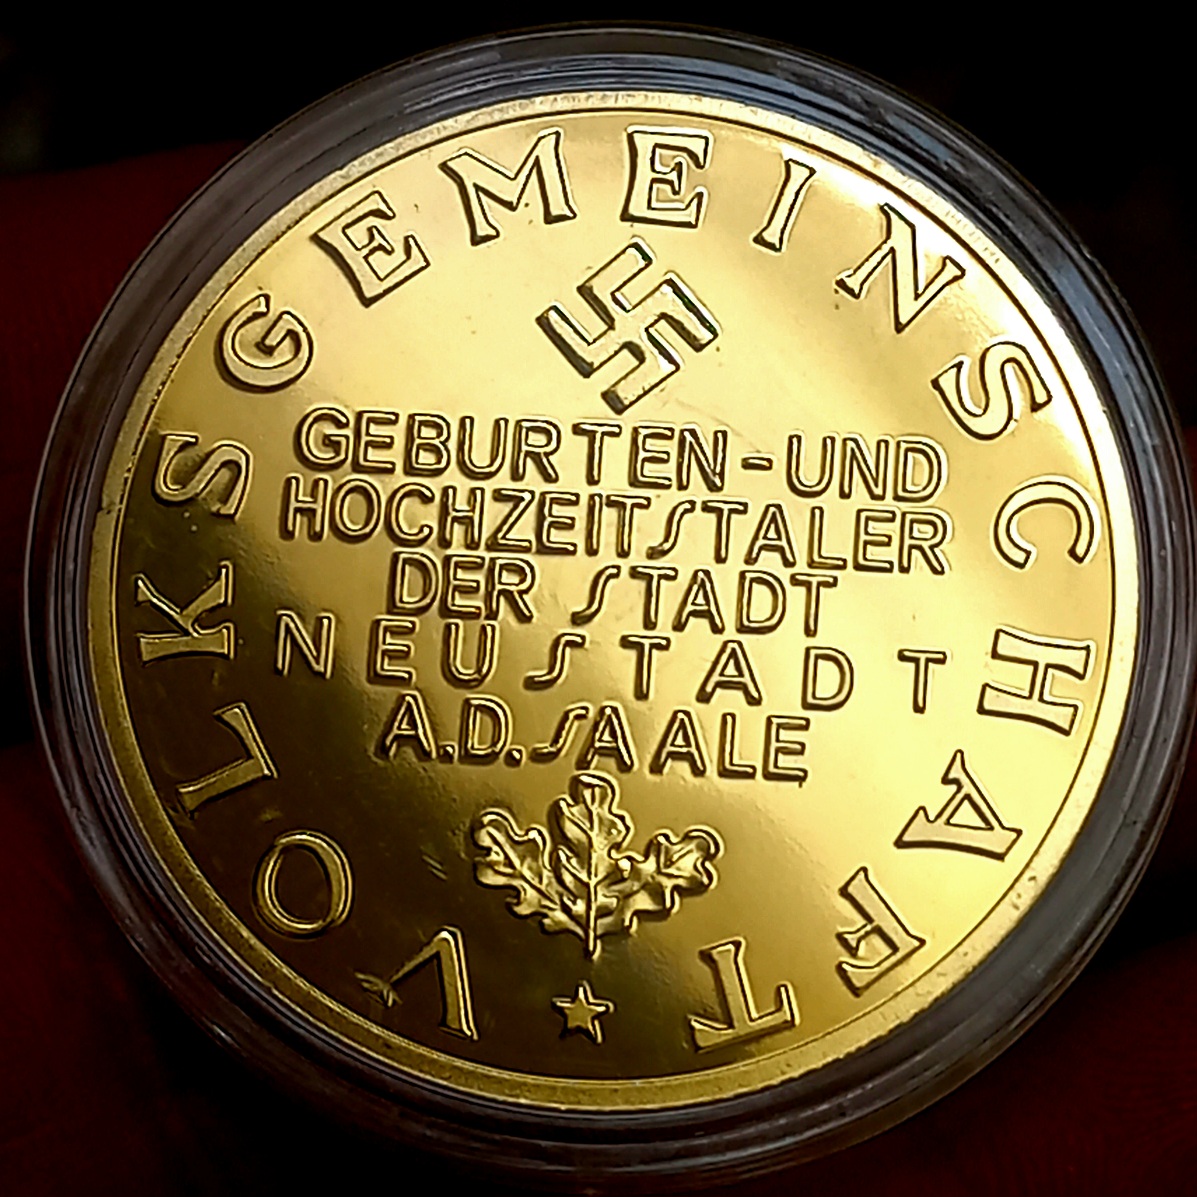 VOLKSGEMEINSCHAFT
GEBURTEN-UND
HOCHZEITSTALER
DER STADT
NEUSTADT
A.D.SAALE